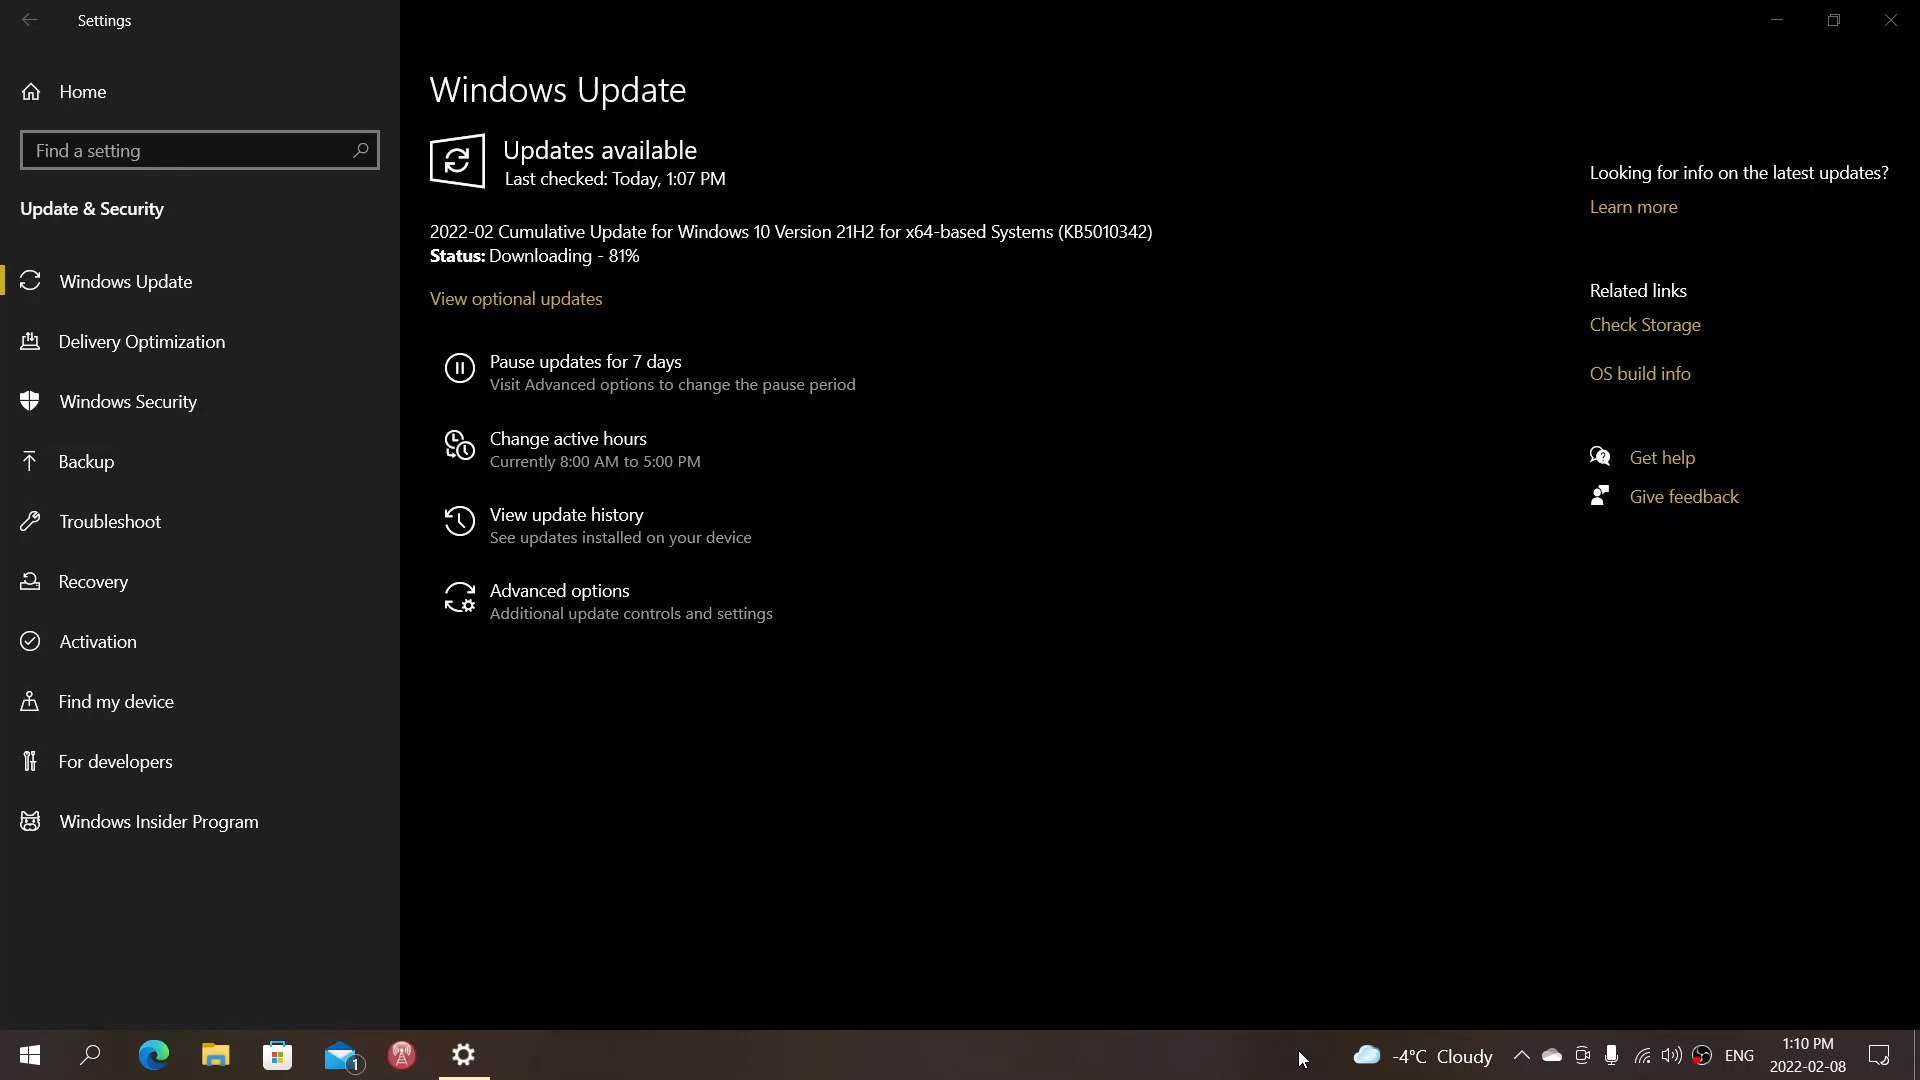 Settings
Home
Find a setting
Update & Security
Windows Update
Delivery Optimization
Windows Security
Backup
Troubleshoot
Recovery
Activation
Find my device
For developers
Windows Insider Program
Windows Update
Updates available
Last checked: Today, 1:07 PM
2022-02 Cumulative Update for Windows 10 Version 21H2 for x64-based Systems (KB5010342)
Status: Downloading - 81%
View optional updates
Pause updates for 7 days
Visit Advanced options to change the pause period
Change active hours
Currently 8:00 AM to 5:00 PM
View update history
See updates installed on your device
Advanced options
Additional update controls and settings
Looking for info on the latest updates?
Learn more
Related links
Check Storage
OS build info
Get help
Give feedback
1
-4°C Cloudy
ENG
1:10 PM
2022-02-08